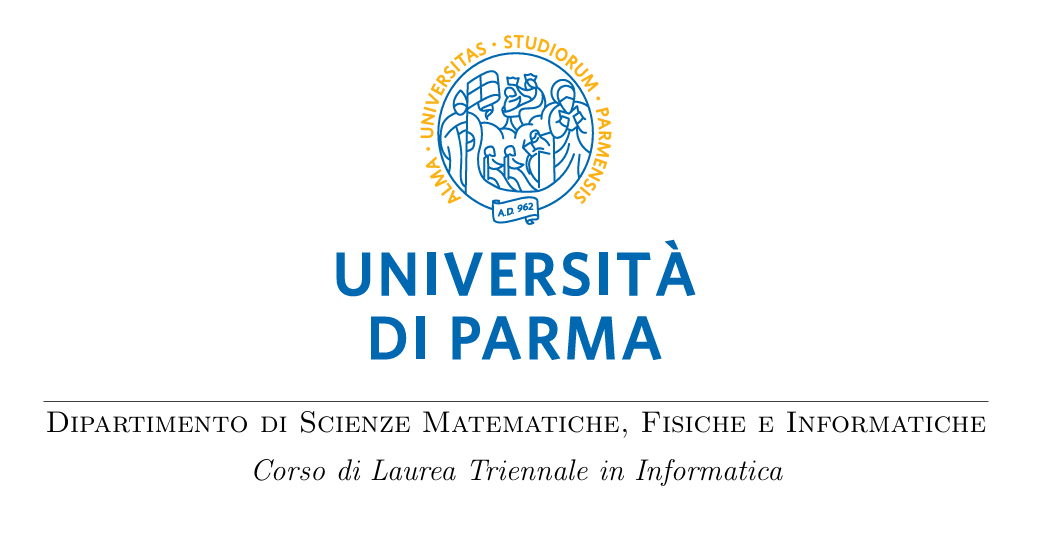 ALMA · UNIVERSITAS · STUDIORUM · PARMENSIS
A.D. 962
UNIVERSITÀ
DI PARMA
Dipartimento di Scienze Matematiche, Fisiche e Informatiche
Corso di Laurea Triennale in Informatica